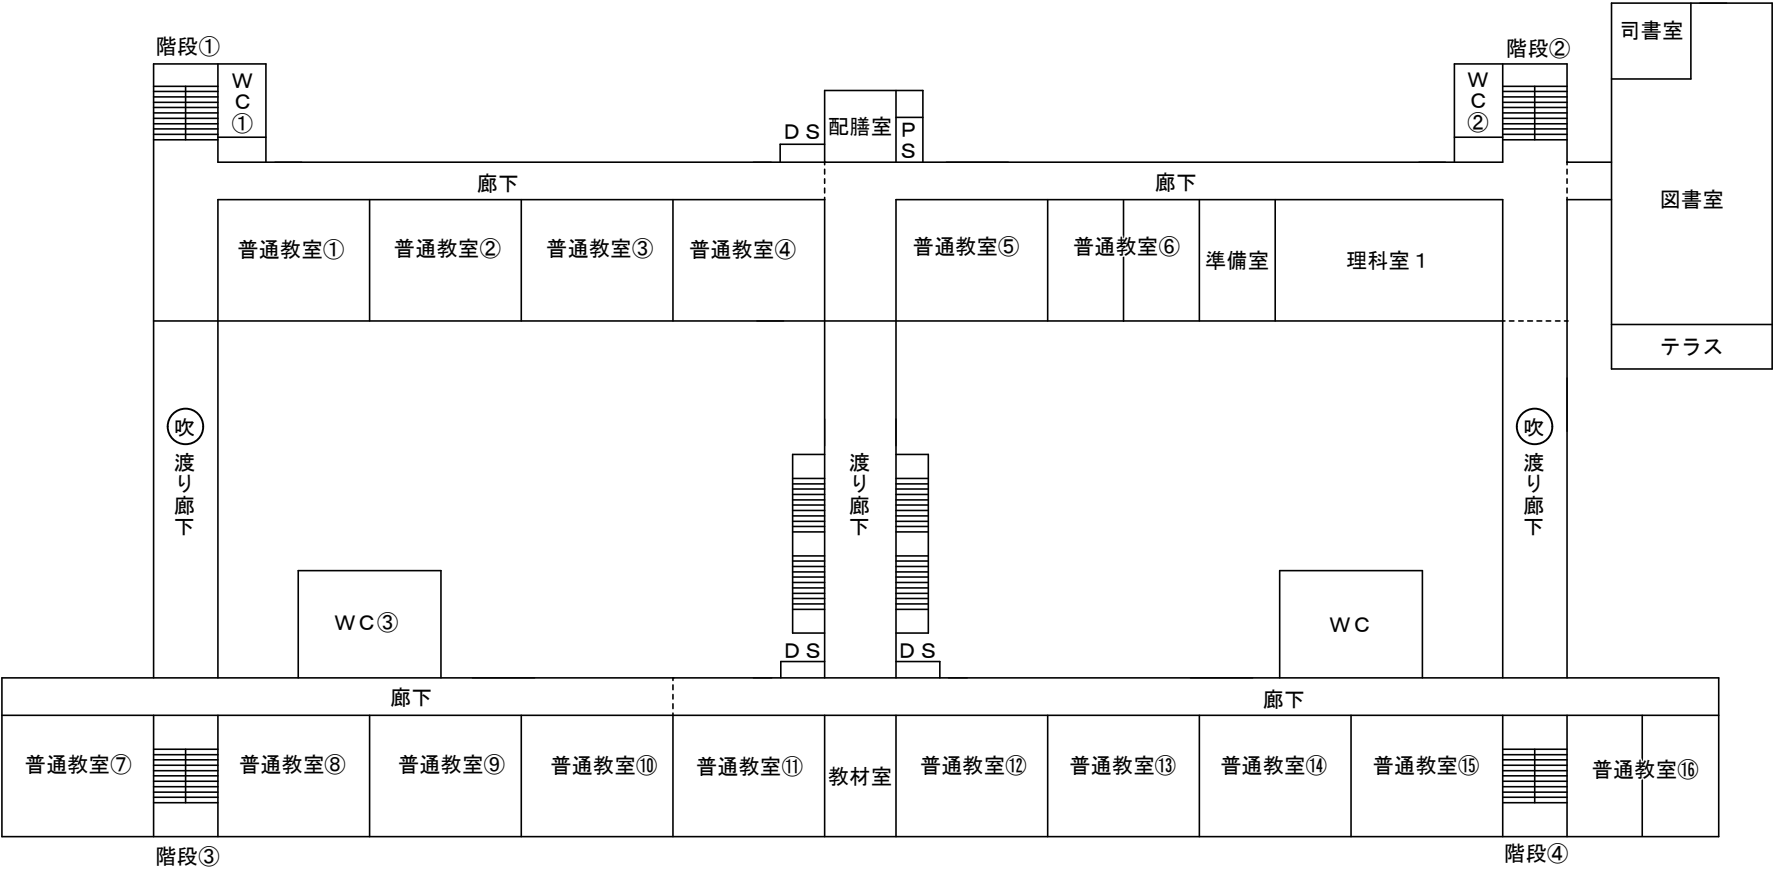 階段①
階段②
司書室
WC①
WC②
DS
配膳室
PS
廊下
廊下
図書室
普通教室①
普通教室②
普通教室③
普通教室④
普通教室⑤
普通教室⑥
準備室
理科室１
テラス
吹
渡り廊下
渡り廊下
吹
渡り廊下
WC③
WC
DS
DS
廊下
廊下
普通教室⑦
普通教室⑧
普通教室⑨
普通教室⑩
普通教室⑪
教材室
普通教室⑫
普通教室⑬
普通教室⑭
普通教室⑮
普通教室⑯
階段③
階段④